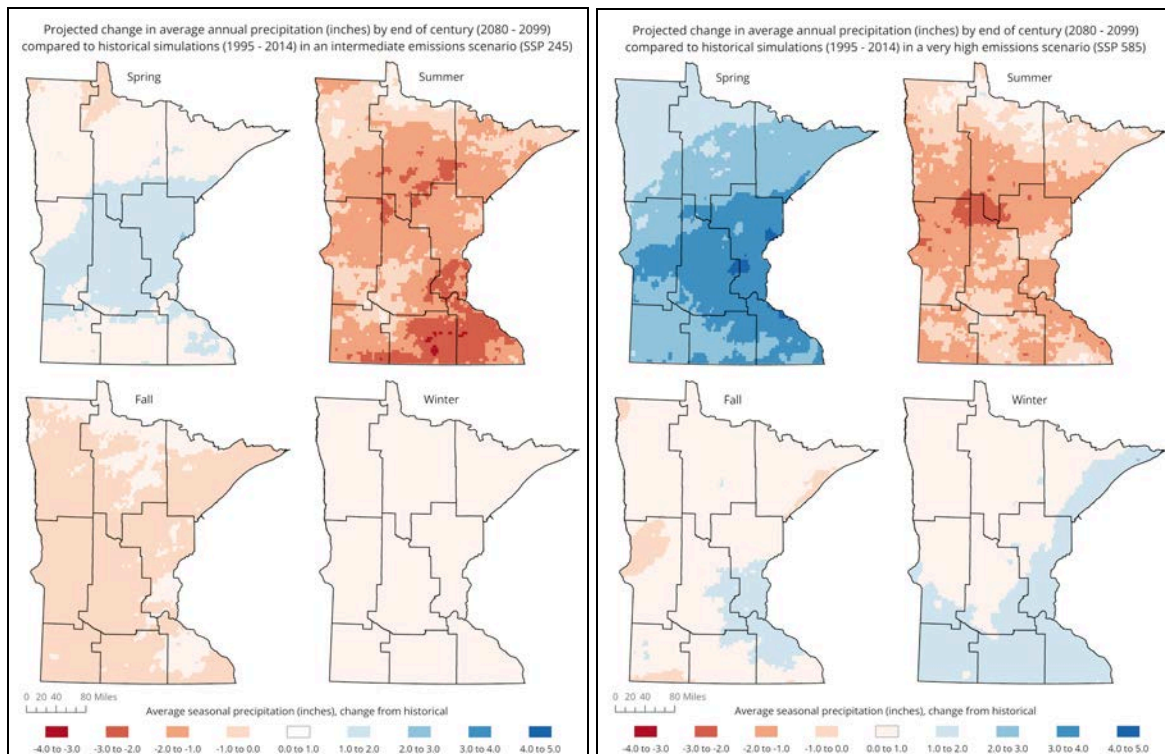 Projected change in average annual precipitation (inches) by end of century (2080 - 2099)
compared to historical simulations (1995 - 2014) in an intermediate emissions scenario (SSP 245)
Spring
Summer
Fall
Winter
0 20 40 80 Miles
Average seasonal precipitation (inches), change from historical
-4.0 to -3.0
-3.0 to -2.0
-2.0 to -1.0
-1.0 to 0.0
0.0 to 1.0
1.0 to 2.0
2.0 to 3.0
3.0 to 4.0
4.0 to 5.0
Projected change in average annual precipitation (inches) by end of century (2080 - 2099)
compared to historical simulations (1995 - 2014) in a very high emissions scenario (SSP 585)
Spring
Summer
Fall
Winter
0 20 40 80 Miles
Average seasonal precipitation (inches), change from historical
-4.0 to -3.0
-3.0 to -2.0
-2.0 to -1.0
-1.0 to 0.0
0.0 to 1.0
1.0 to 2.0
2.0 to 3.0
3.0 to 4.0
4.0 to 5.0